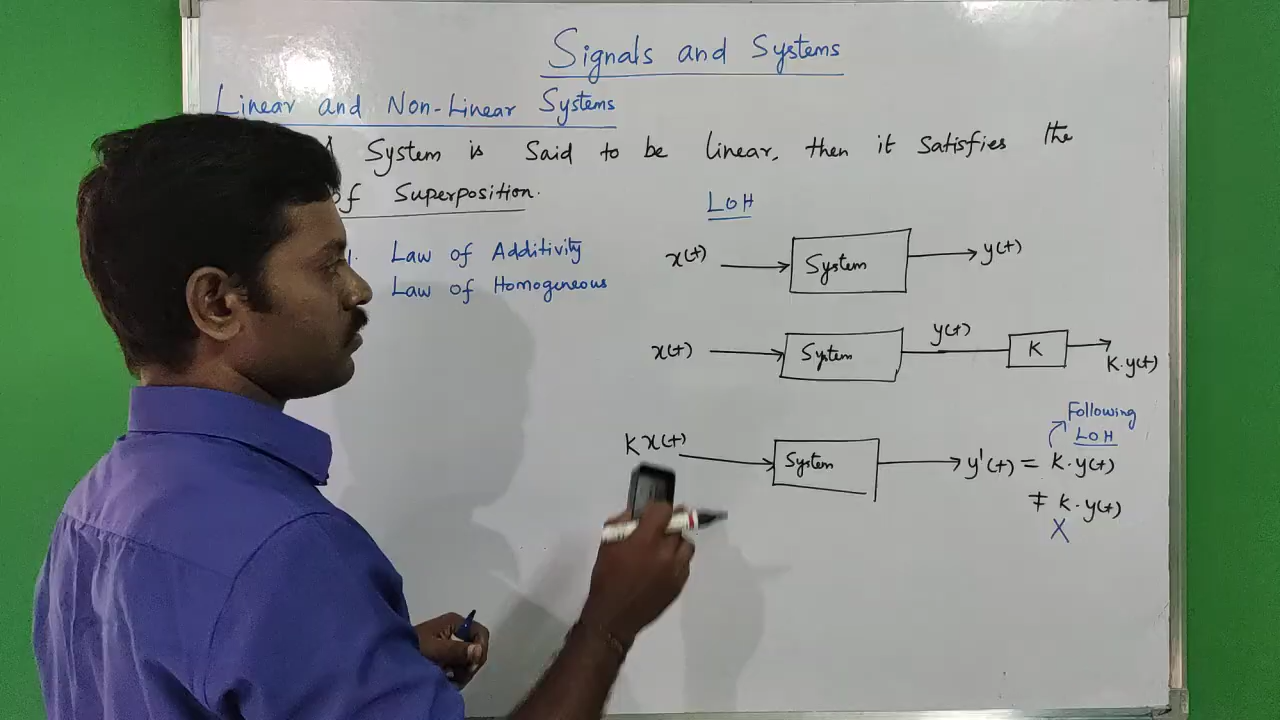 Signals and Systems
Linear and Non-Linear Systems
System is Said to be linear, then it Satisfies the
of Superposition.
1. Law of Additivity
Law of Homogeneous
LOH
x(t) System y(t)
x(t) System y(t) K K.y(t)
Following
LOH
K x(t) System y'(t) = K.y(t)
≠ K.y(t)
X